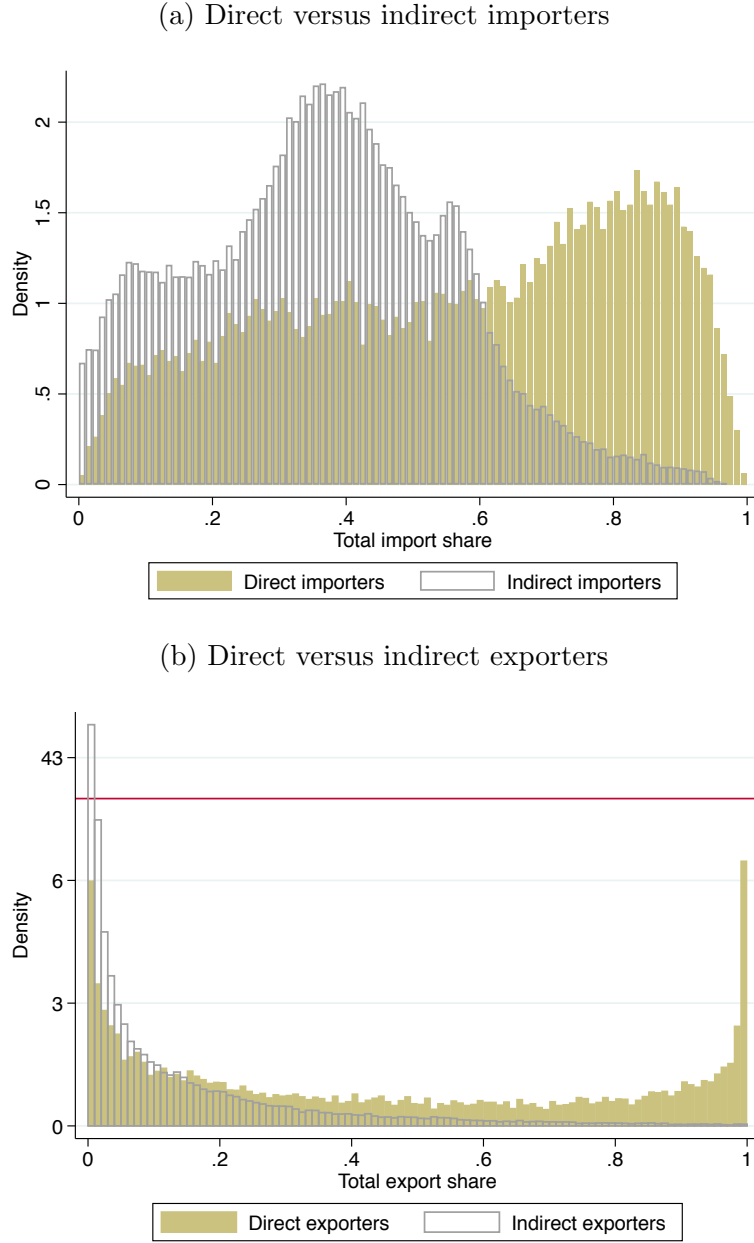 (a) Direct versus indirect importers
2
1.5
1
.5
0
Density
0 .2 .4 .6 .8 1
Total import share
Direct importers Indirect importers
(b) Direct versus indirect exporters
43
6
3
0
Density
0 .2 .4 .6 .8 1
Total export share
Direct exporters Indirect exporters